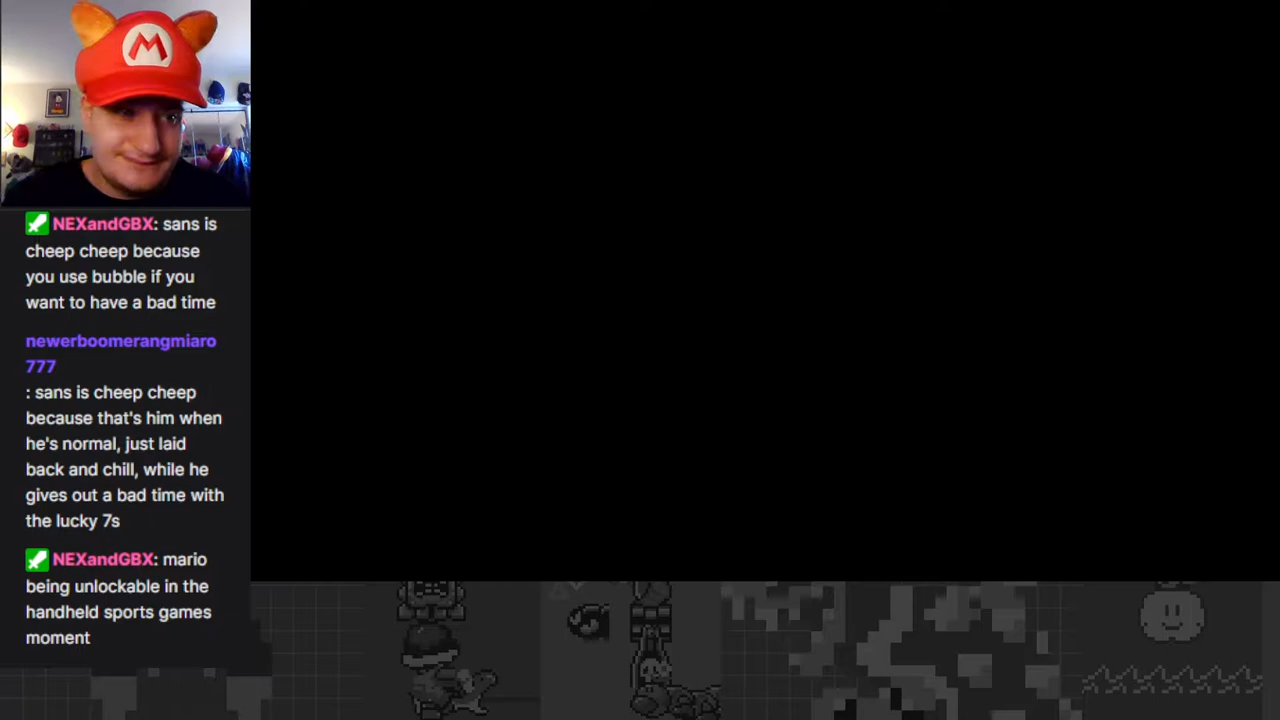 M
NEXandGBX: sans is
cheep cheep because
you use bubble if you
want to have a bad time
newerboomerangmiaro
777
: sans is cheep cheep
because that's him when
he's normal, just laid
back and chill, while he
gives out a bad time with
the lucky 7s
NEXandGBX: mario
being unlockable in the
handheld sports games
moment